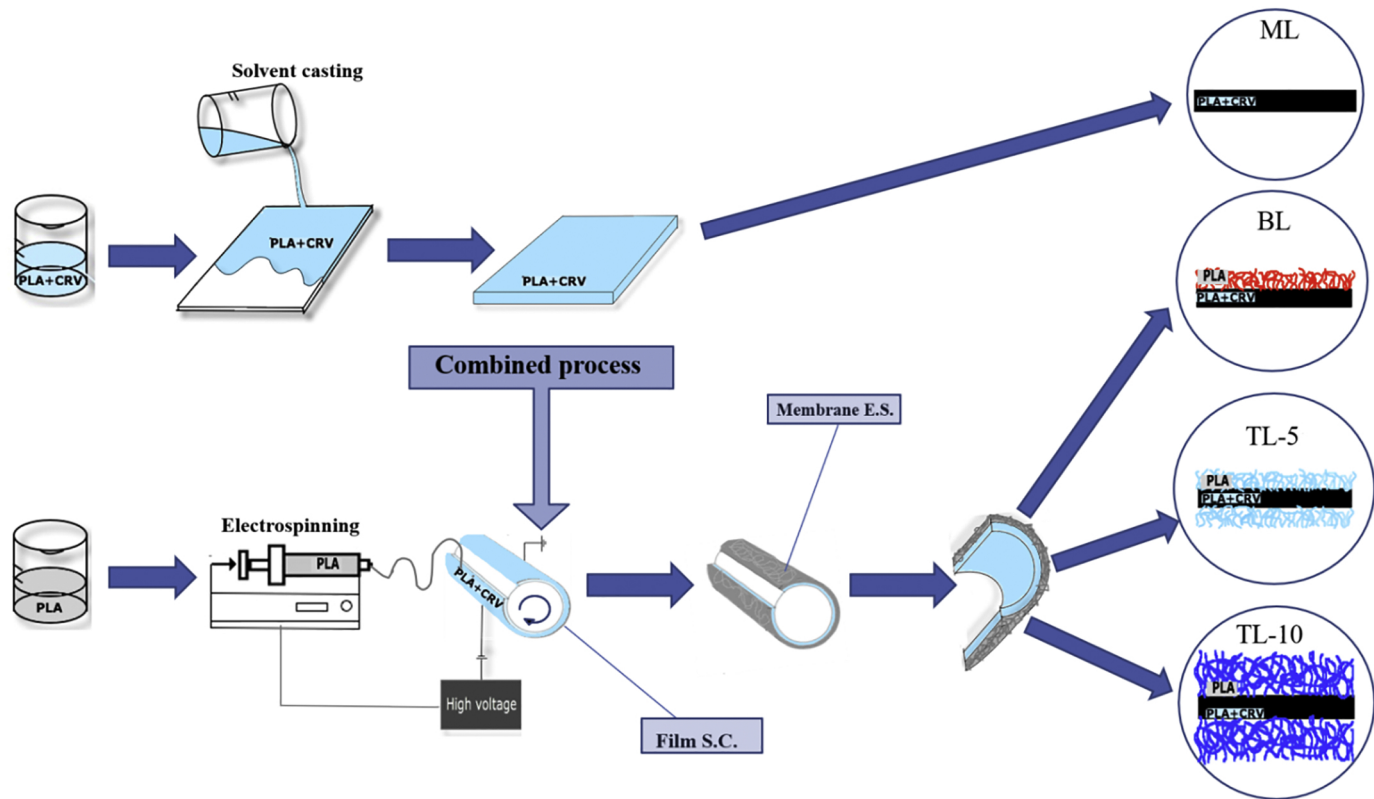 Solvent casting
PLA+CRV
PLA+CRV
PLA+CRV
ML
PLA+CRV
BL
PLA
PLA+CRV
Combined process
Membrane E.S.
TL-5
PLA
PLA+CRV
Electrospinning
PLA
PLA
PLA+CRV
High voltage
Film S.C.
TL-10
PLA
PLA+CRV